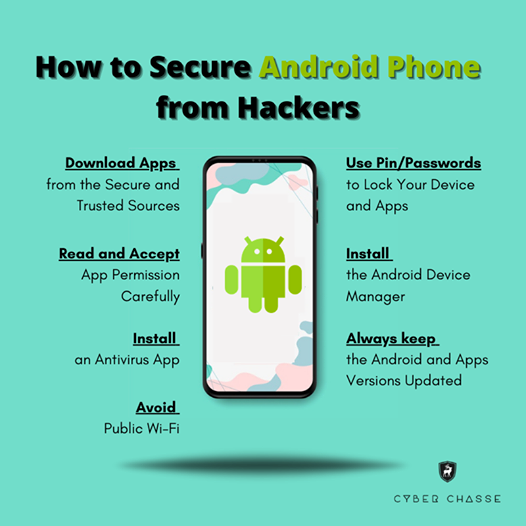 How to Secure Android Phone
from Hackers
Download Apps
from the Secure and
Trusted Sources
Read and Accept
App Permission
Carefully
Install
an Antivirus App
Avoid
Public Wi-Fi
Use Pin/Passwords
to Lock Your Device
and Apps
Install
the Android Device
Manager
Always keep
the Android and Apps
Versions Updated
CYBER CHASSE